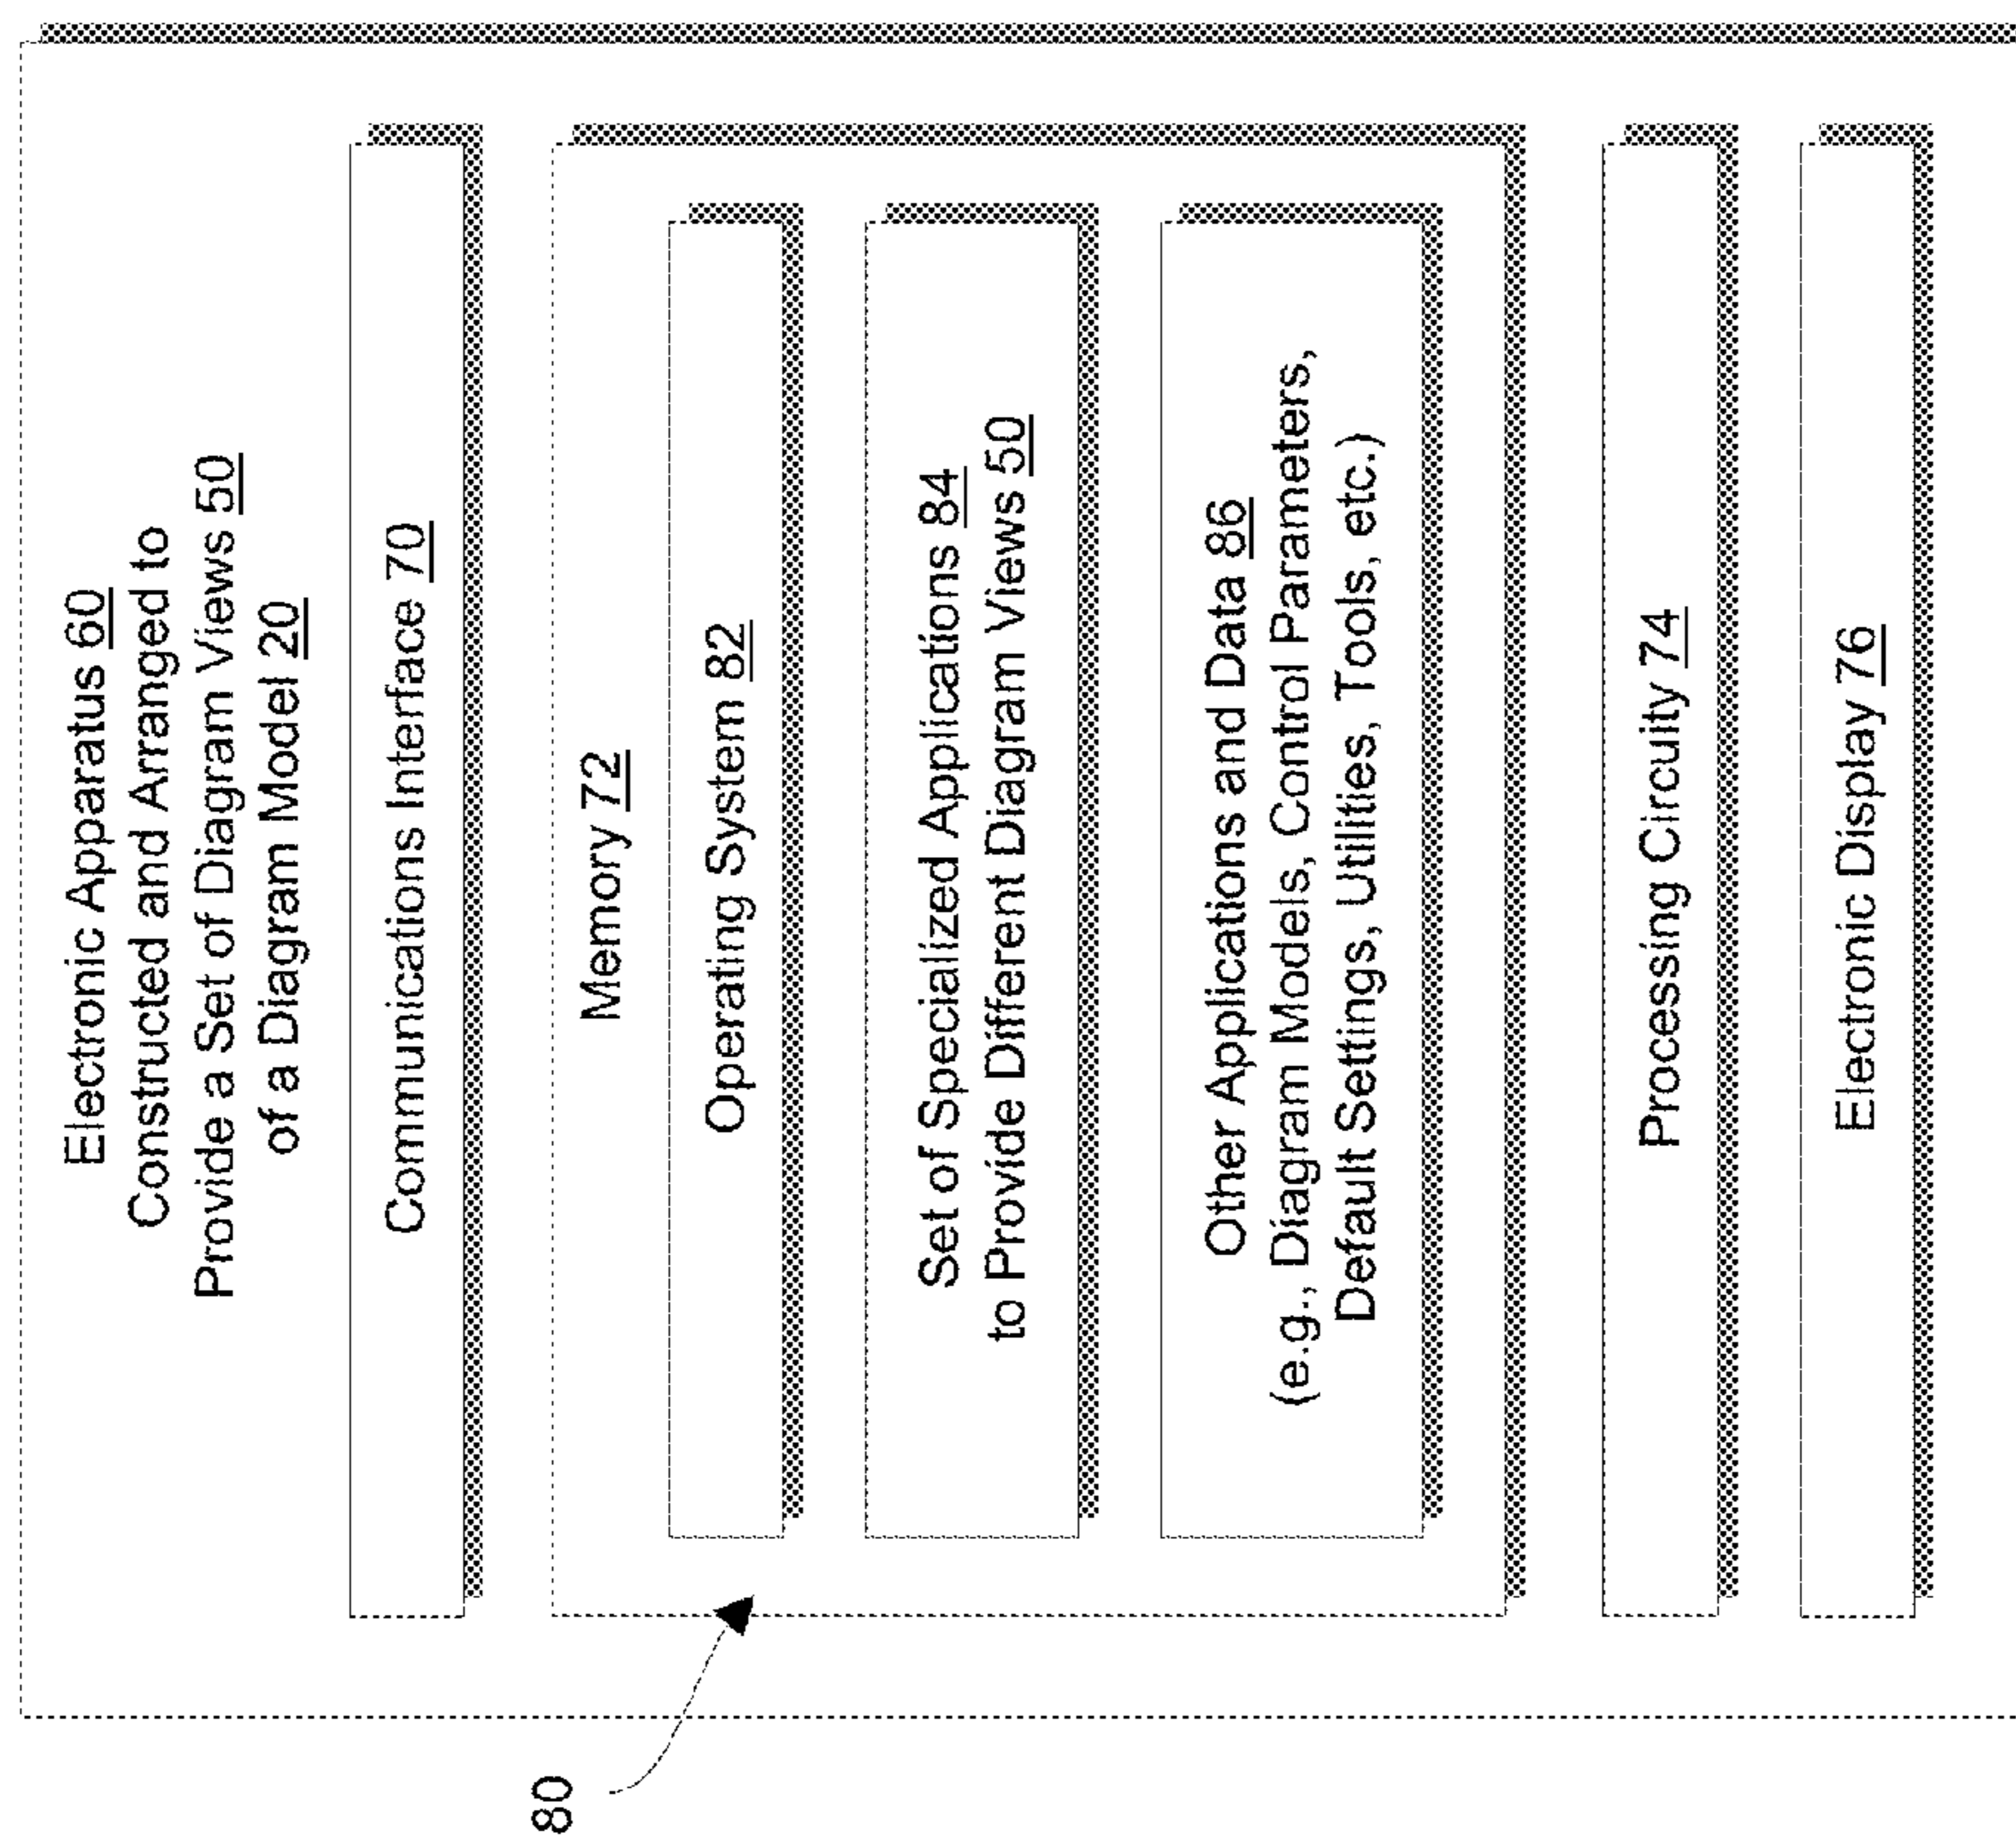 Electronic Apparatus 60
Constructed and Arranged to
Provide a Set of Diagram Views 50
of a Diagram Model 20
Communications Interface 70
Memory 72
Operating System 82
Set of Specialized Applications 84
to Provide Different Diagram Views 50
Other Applications and Data 86
(e.g., Diagram Models, Control Parameters,
Default Settings, Utilities, Tools, etc.)
Processing Circuity 74
Electronic Display 76
80